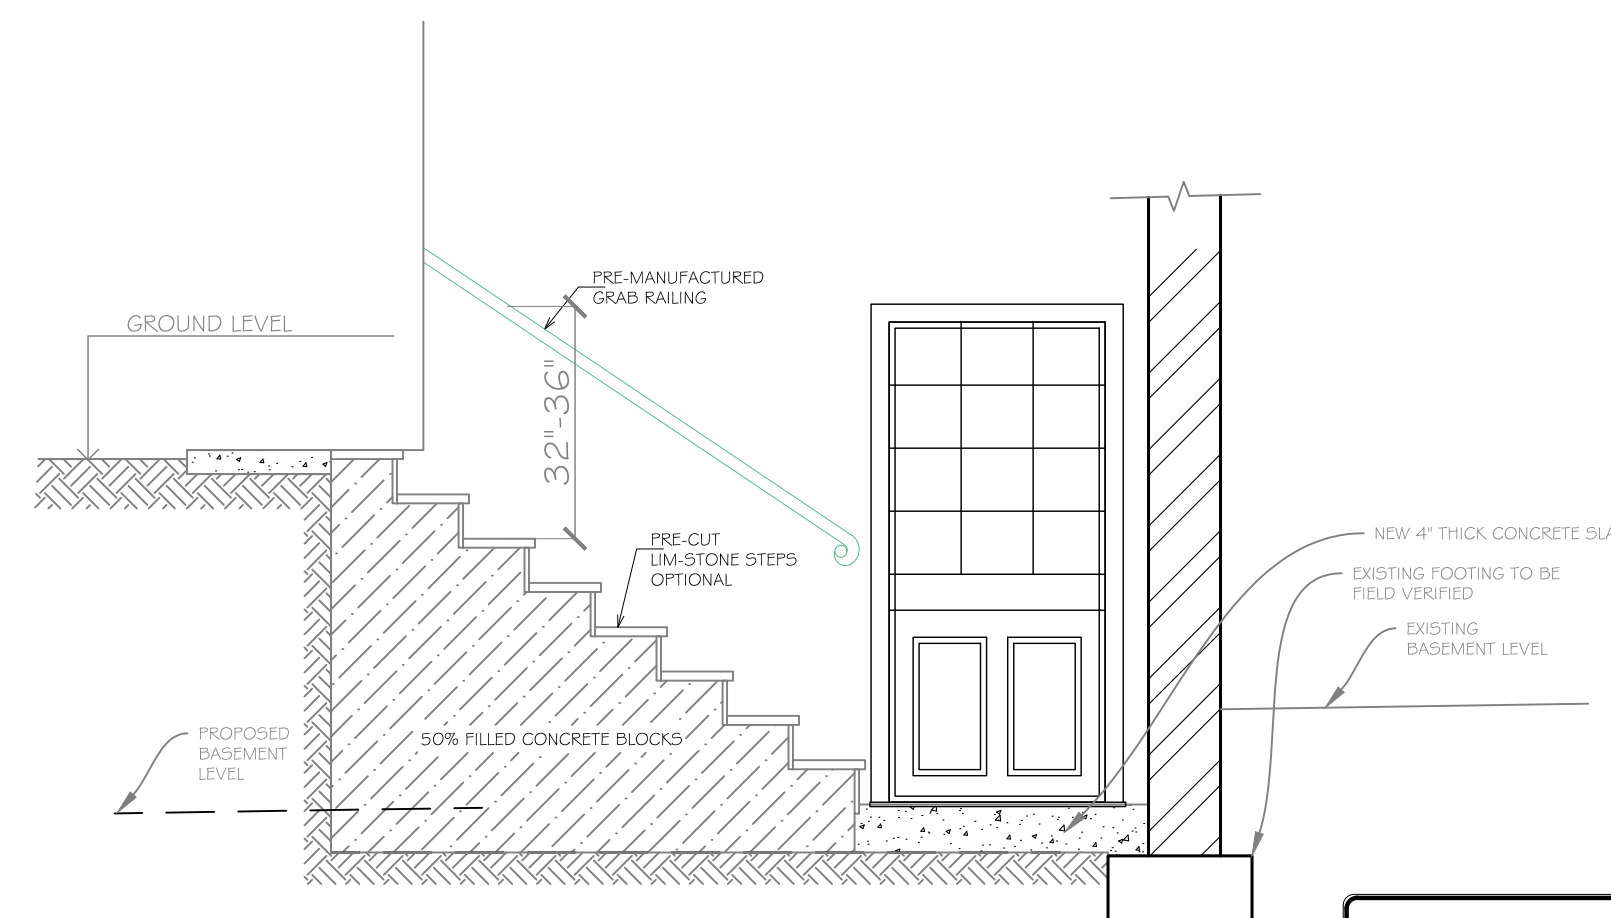 PRE-MANUFACTURED
GRAB RAILING
GROUND LEVEL
32"-36"
PRE-CUT
LIM-STONE STEPS
OPTIONAL
NEW 4" THICK CONCRETE SLA
EXISTING FOOTING TO BE
FIELD VERIFIED
EXISTING
BASEMENT LEVEL
PROPOSED
BASEMENT
LEVEL
50% FILLED CONCRETE BLOCKS